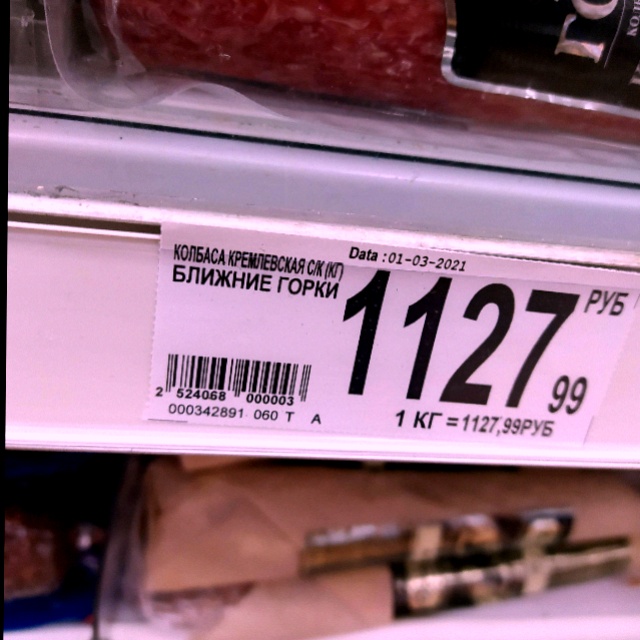 КОЛБАСА КРЕМЛЕВСКАЯ С/К (КГ)
БЛИЖНИЕ ГОРКИ
Data :01-03-2021
1127 99 РУБ
1 КГ =1127,99РУБ
2 524068 000003
000342891 060 Т А